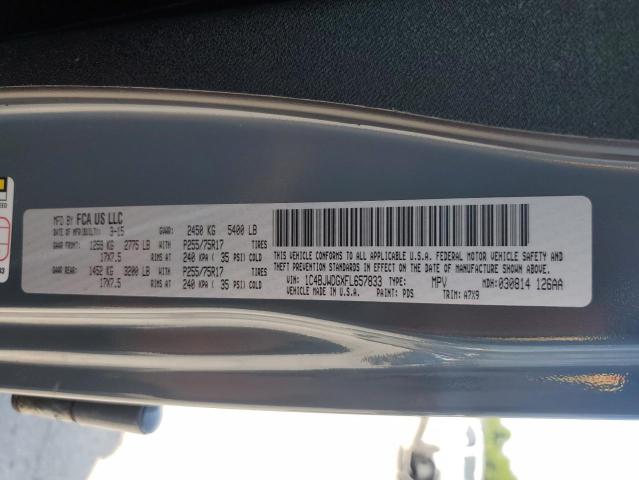 MFD BY FCA US LLC
DATE OF MFR(BUILT): 3-15 GVWR: 2450 KG 5400 LB
GAWR FRONT: 1258 KG 2775 LB WITH P255/75R17 TIRES
17X7.5 RIMS AT 240 KPA ( 35 PSI) COLD
GAWR REAR: 1452 KG 3200 LB WITH P255/75R17 TIRES
17X7.5 RIMS AT 240 KPA ( 35 PSI) COLD
THIS VEHICLE CONFORMS TO ALL APPLICABLE U.S.A. FEDERAL MOTOR VEHICLE SAFETY AND
THEFT PREVENTION STANDARDS IN EFFECT ON THE DATE OF MANUFACTURE SHOWN ABOVE.
VIN: 1C4BJWDGXFL657833 TYPE: MPV MDH: 030814 126AA
VEHICLE MADE IN U.S.A. PAINT: PDS TRIM: A7X9